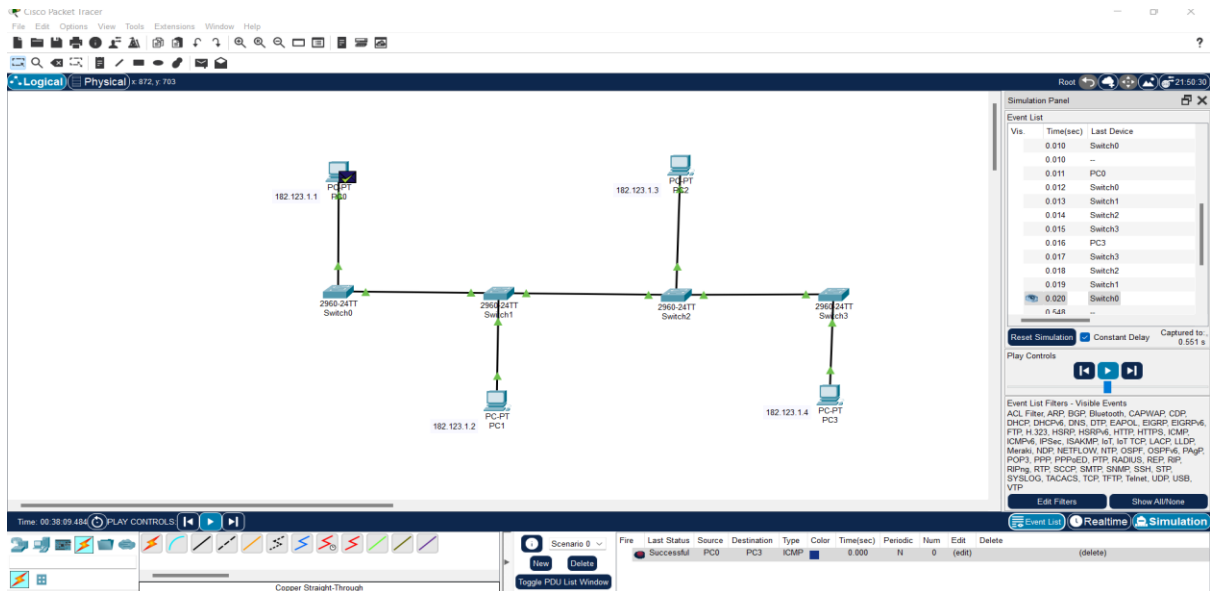 Cisco Packet Tracer
File Edit Options View Tools Extensions Window Help
?
Logical Physical x: 872, y: 703
Root 21:50:30
PC-PT
PC0
182.123.1.1
PC-PT
PC2
182.123.1.3
2960-24TT
Switch0
2960-24TT
Switch1
2960-24TT
Switch2
2960-24TT
Switch3
PC-PT
PC1
182.123.1.2
PC-PT
PC3
182.123.1.4
Simulation Panel
Event List
Vis. Time(sec) Last Device
0.010 Switch0
0.010 --
0.011 PC0
0.012 Switch0
0.013 Switch1
0.014 Switch2
0.015 Switch3
0.016 PC3
0.017 Switch3
0.018 Switch2
0.019 Switch1
0.020 Switch0
0.548 --
Reset Simulation Constant Delay Captured to:
0.551 s
Play Controls
Event List Filters - Visible Events
ACL Filter, ARP, BGP, Bluetooth, CAPWAP, CDP,
DHCP, DHCPv6, DNS, DTP, EAPOL, EIGRP, EIGRPv6,
FTP, H.323, HSRP, HSRPv6, HTTP, HTTPS, ICMP,
ICMPv6, IPSec, ISAKMP, IoT, IoT TCP, LACP, LLDP,
Meraki, NDP, NETFLOW, NTP, OSPF, OSPFv6, PAgP,
POP3, PPP, PPPoED, PTP, RADIUS, REP, RIP,
RIPng, RTP, SCCP, SMTP, SNMP, SSH, STP,
SYSLOG, TACACS, TCP, TFTP, Telnet, UDP, USB,
VTP
Edit Filters Show All/None
Time: 00:38:09.484 PLAY CONTROLS:
Event List Realtime Simulation
Scenario 0
New Delete
Toggle PDU List Window
Fire Last Status Source Destination Type Color Time(sec) Periodic Num Edit Delete
Successful PC0 PC3 ICMP 0.000 N 0 (edit) (delete)
Copper Straight-Through